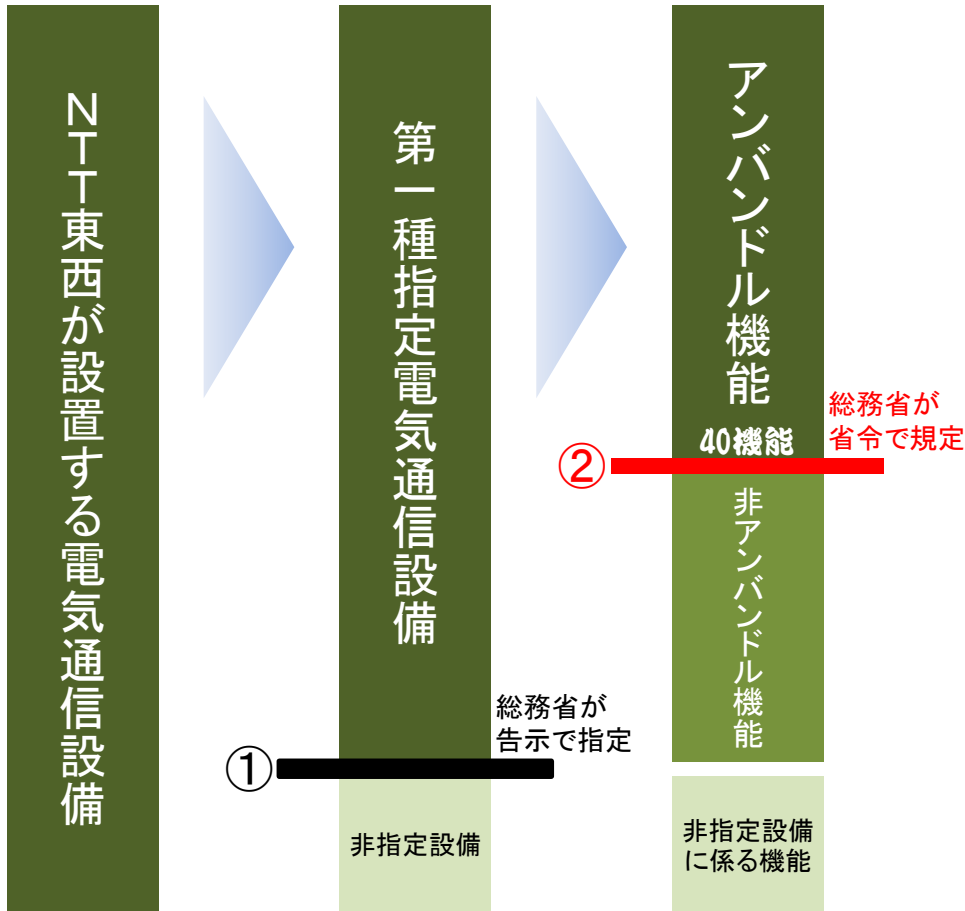 NTT東西が設置する電気通信設備
第一種指定電気通信設備
総務省が
告示で指定
①
非指定設備
アンバンドル機能
40機能
総務省が
省令で規定
②
非アンバンドル機能
非指定設備
に係る機能